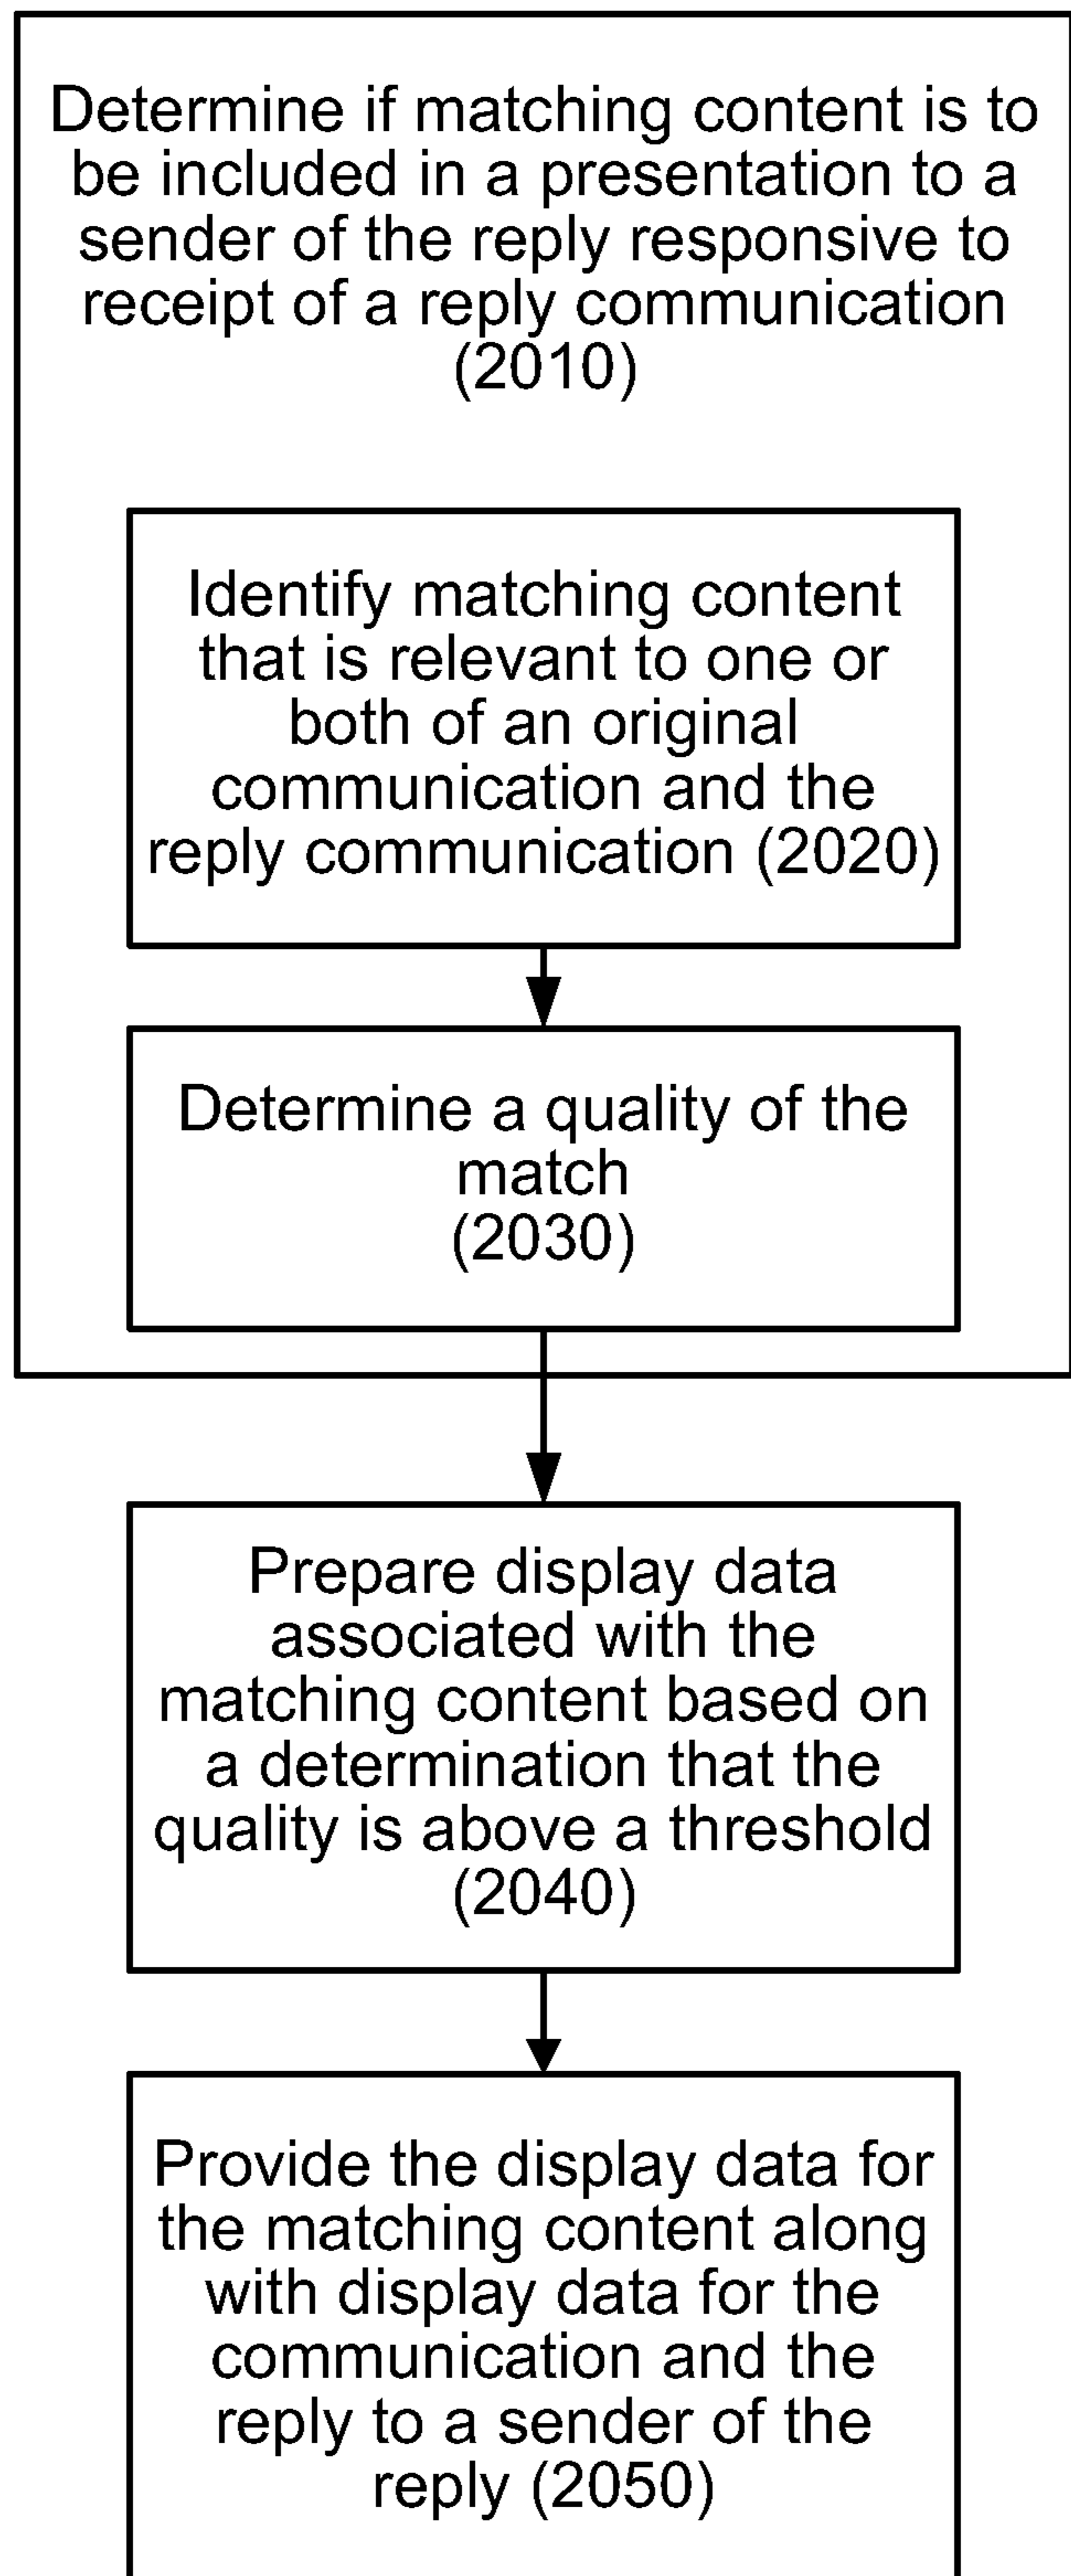 Determine if matching content is to
be included in a presentation to a
sender of the reply responsive to
receipt of a reply communication
(2010)
Identify matching content
that is relevant to one or
both of an original
communication and the
reply communication (2020)
Determine a quality of the
match
(2030)
Prepare display data
associated with the
matching content based on
a determination that the
quality is above a threshold
(2040)
Provide the display data for
the matching content along
with display data for the
communication and the
reply to a sender of the
reply (2050)